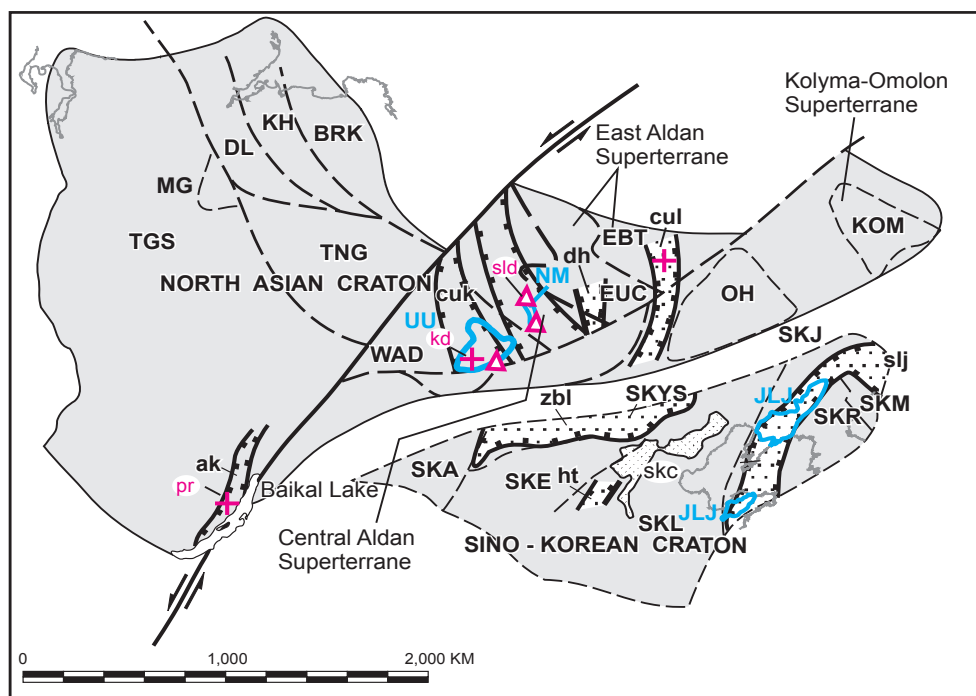 Kolyma-Omolon
Superterrane
East Aldan
Superterrane
KH
BRK
DL
MG
TGS
TNG
NORTH ASIAN CRATON
EBT
cul
KOM
dh
sld
NM
EUC
OH
cuk
UU
kd
WAD
SKJ
slj
zbl
SKYS
JLJ
SKR
SKM
ak
pr
Baikal Lake
SKA
SKE
ht
skc
SKL
JLJ
SINO - KOREAN CRATON
Central Aldan
Superterrane
0
1,000
2,000 KM